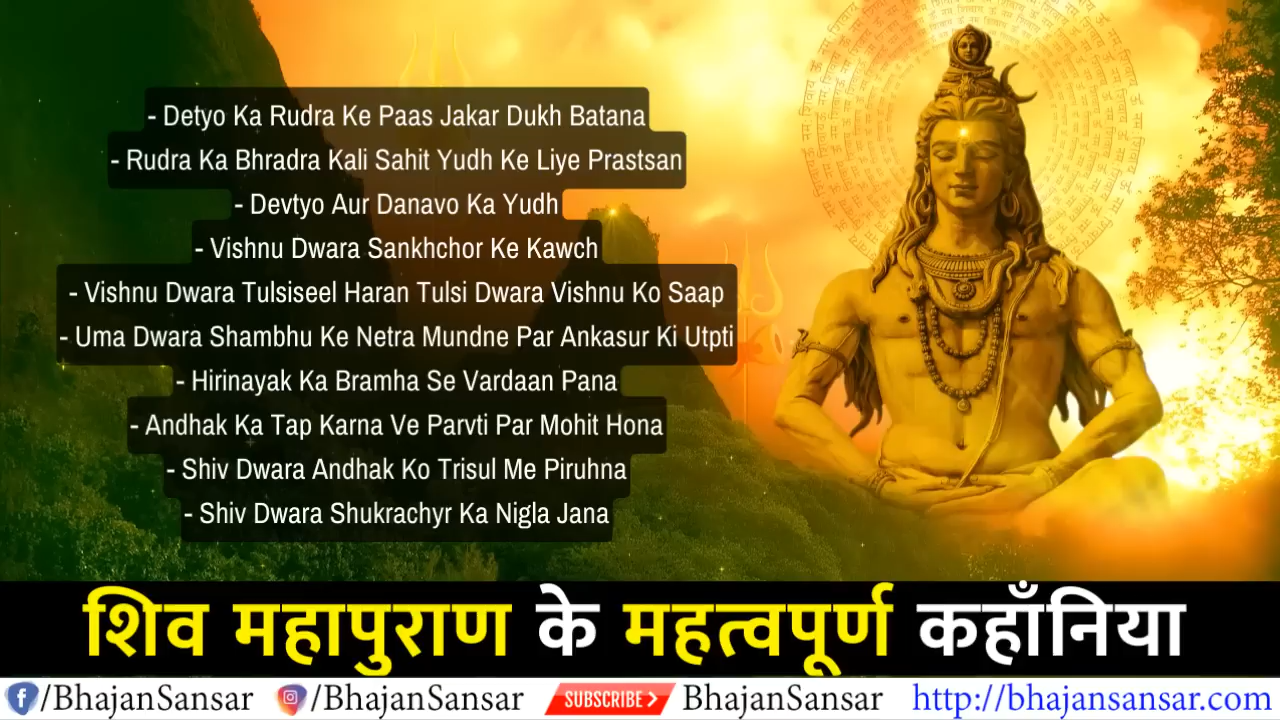 - Detyo Ka Rudra Ke Paas Jakar Dukh Batana
- Rudra Ka Bhradra Kali Sahit Yudh Ke Liye Prastsan
- Devtyo Aur Danavo Ka Yudh
- Vishnu Dwara Sankhchor Ke Kawch
- Vishnu Dwara Tulsiseel Haran Tulsi Dwara Vishnu Ko Saap
- Uma Dwara Shambhu Ke Netra Mundne Par Ankasur Ki Utpti
- Hirinayak Ka Bramha Se Vardaan Pana
- Andhak Ka Tap Karna Ve Parvti Par Mohit Hona
- Shiv Dwara Andhak Ko Trisul Me Piruhna
- Shiv Dwara Shukrachyr Ka Nigla Jana
शिव महापुराण के महत्वपूर्ण कहाँनिया
/BhajanSansar /BhajanSansar SUBSCRIBE BhajanSansar http://bhajansansar.com